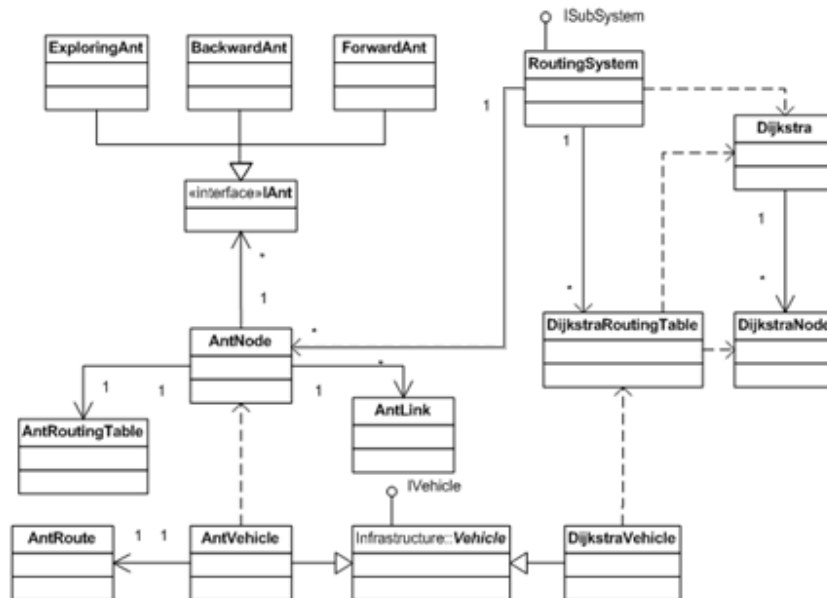 ISubSystem
ExploringAnt
BackwardAnt
ForwardAnt
RoutingSystem
1
1
Dijkstra
«interface»IAnt
1
*
*
*
1
*
AntNode
*
DijkstraRoutingTable
DijkstraNode
*
1
1
1
AntRoutingTable
AntLink
IVehicle
AntRoute
1 1
AntVehicle
Infrastructure::Vehicle
DijkstraVehicle